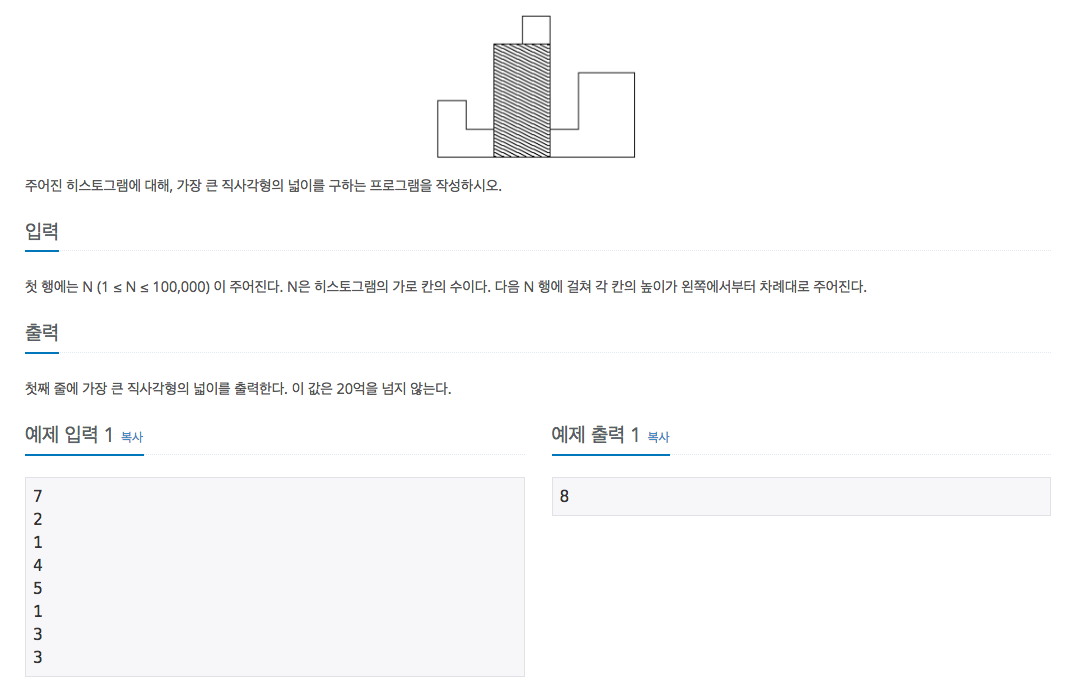 주어진 히스토그램에 대해, 가장 큰 직사각형의 넓이를 구하는 프로그램을 작성하시오.
입력
첫 행에는 N (1 ≤ N ≤ 100,000) 이 주어진다. N은 히스토그램의 가로 칸의 수이다. 다음 N 행에 걸쳐 각 칸의 높이가 왼쪽에서부터 차례대로 주어진다.
출력
첫째 줄에 가장 큰 직사각형의 넓이를 출력한다. 이 값은 20억을 넘지 않는다.
예제 입력 1 복사
7
2
1
4
5
1
3
3
예제 출력 1 복사
8